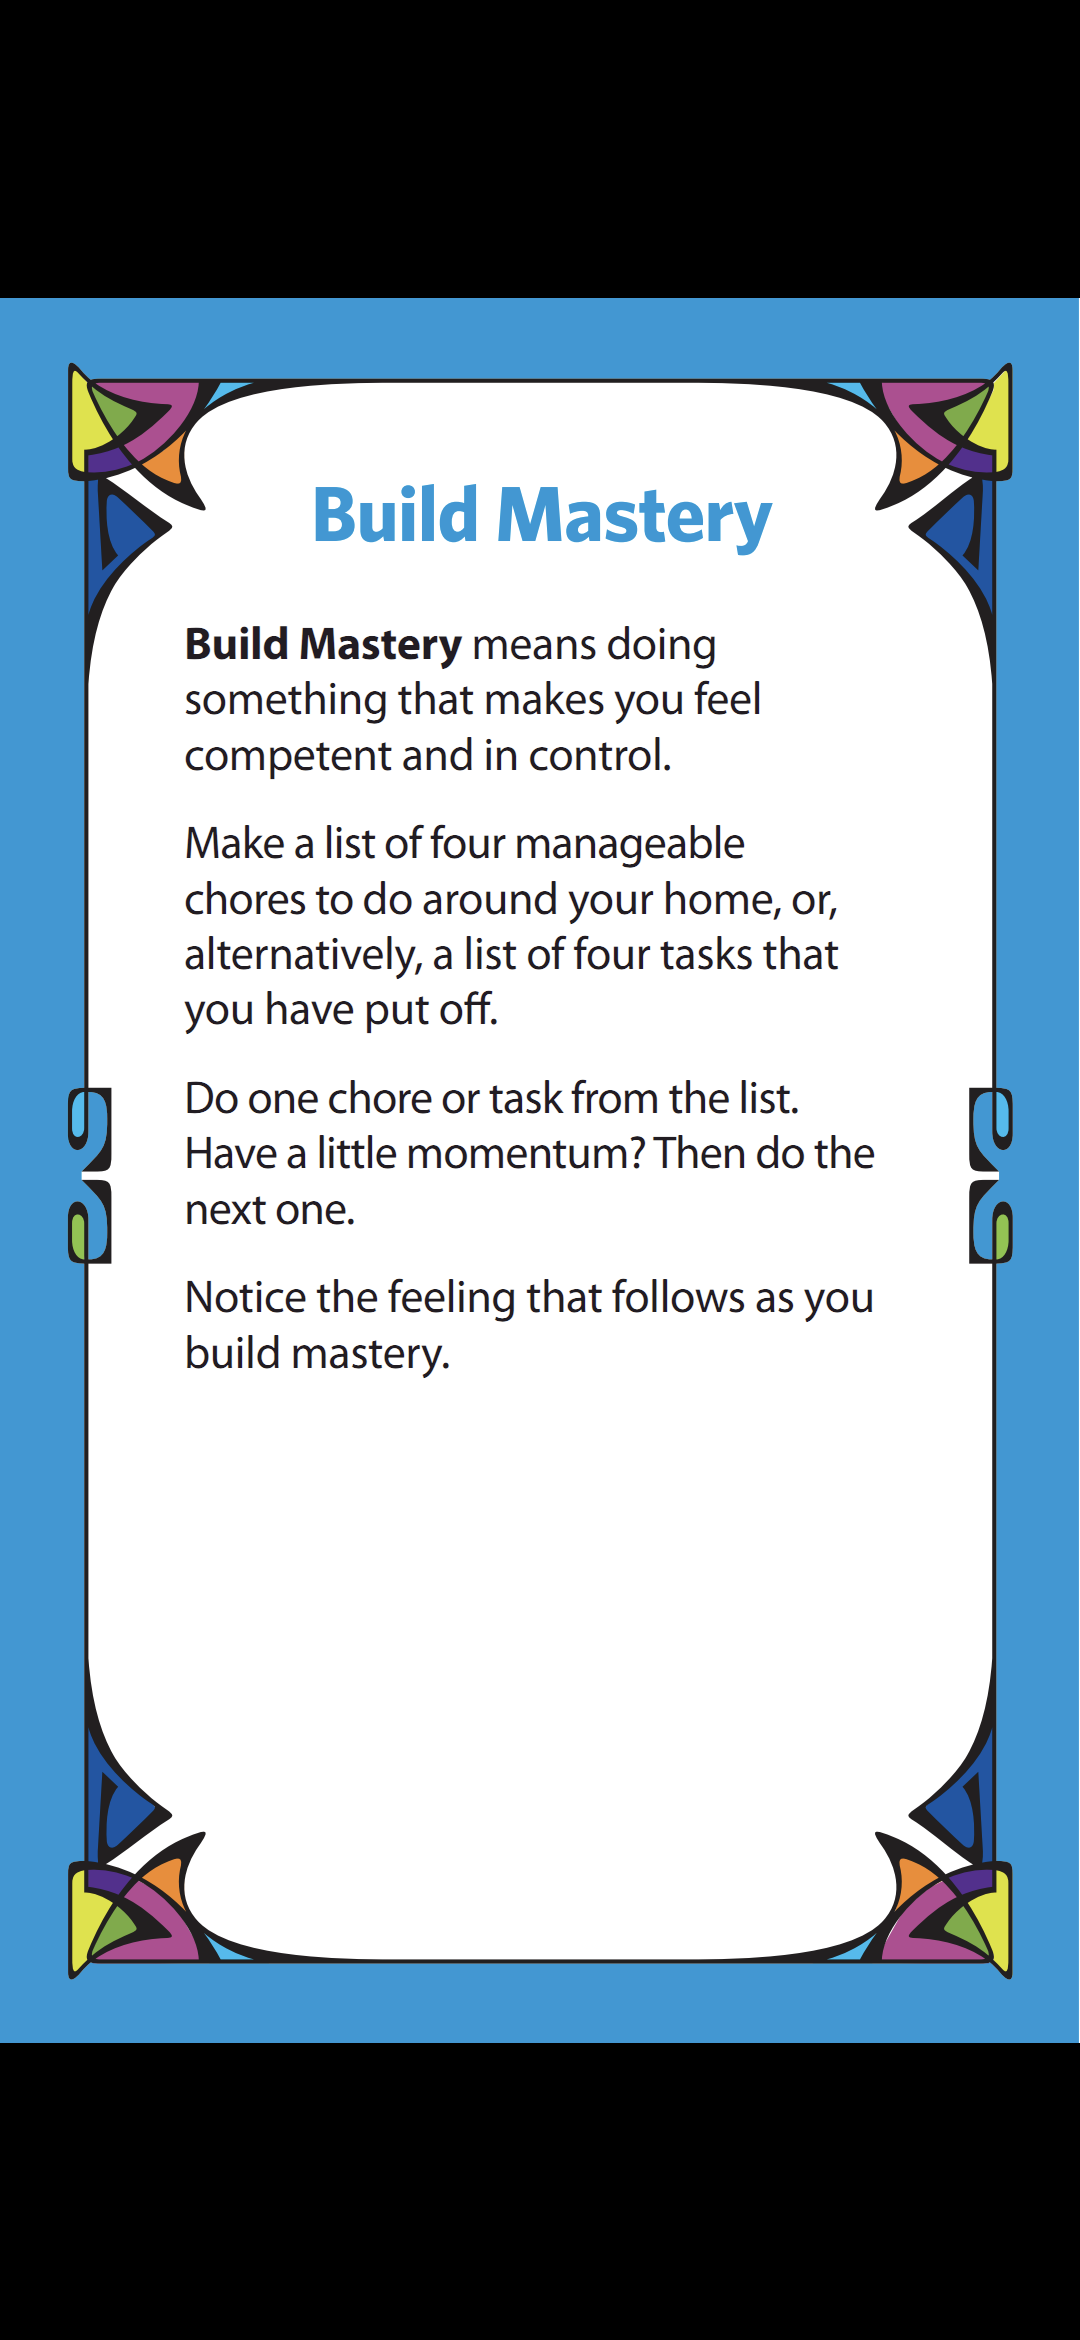 Build Mastery
Build Mastery means doing
something that makes you feel
competent and in control.
Make a list of four manageable
chores to do around your home, or,
alternatively, a list of four tasks that
you have put off.
Do one chore or task from the list.
Have a little momentum? Then do the
next one.
Notice the feeling that follows as you
build mastery.